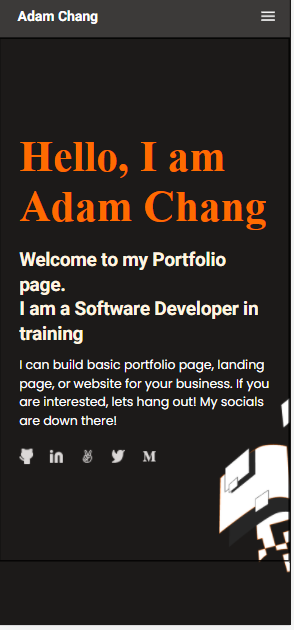 Adam Chang
Hello, I am
Adam Chang
Welcome to my Portfolio
page.
I am a Software Developer in
training
I can build basic portfolio page, landing
page, or website for your business. If you
are interested, lets hang out! My socials
are down there!